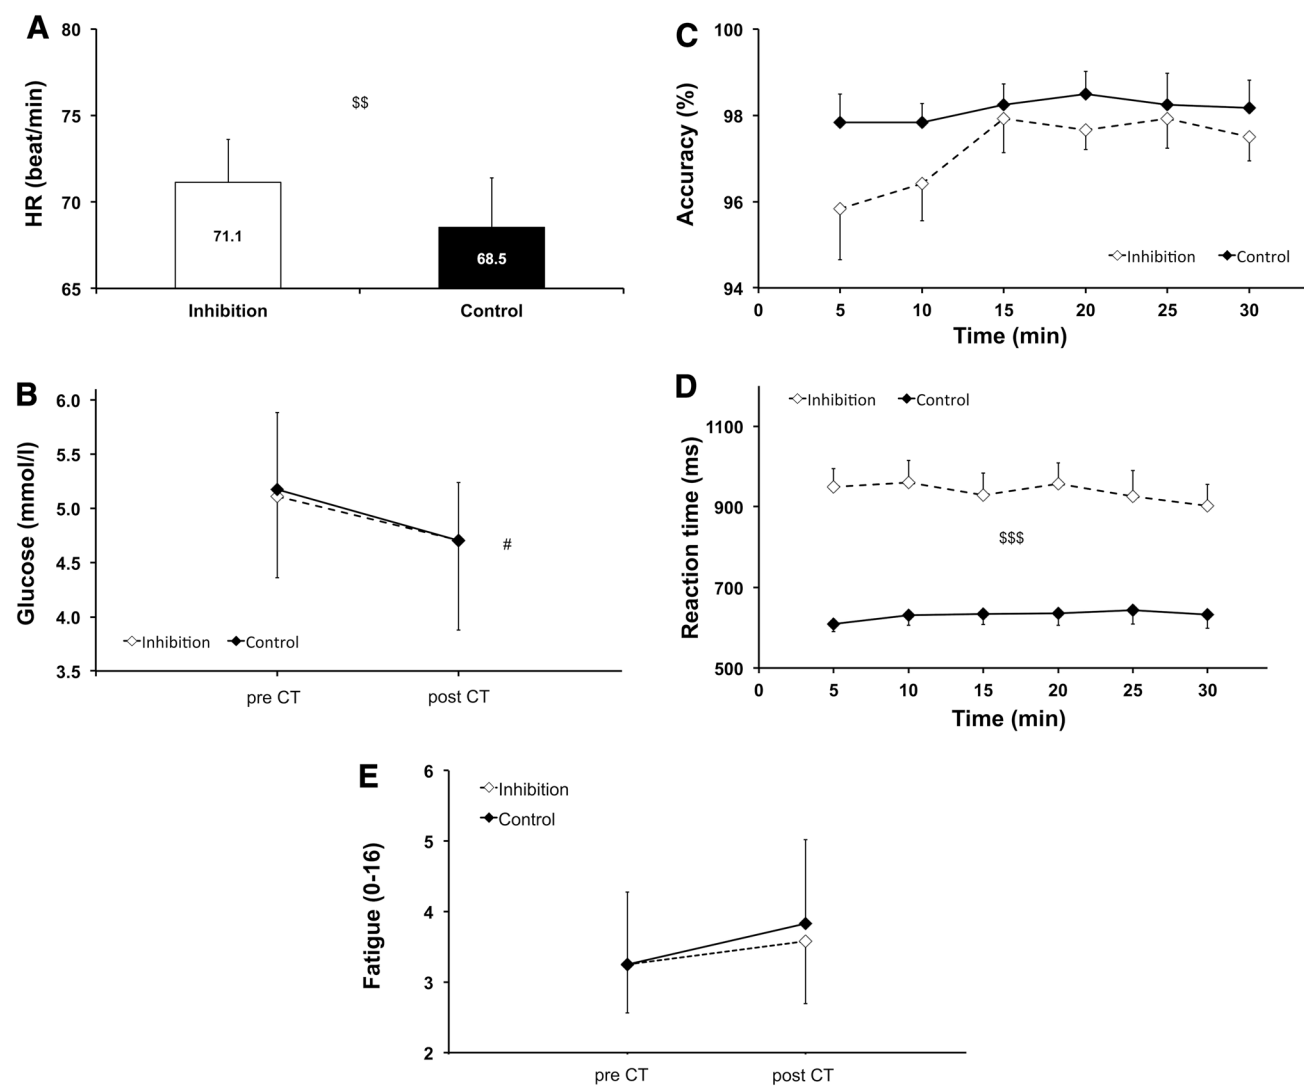 A
HR (beat/min)
80
75
70
65
$$
71.1
68.5
Inhibition
Control
C
Accuracy (%)
100
98
96
94
Inhibition
Control
0 5 10 15 20 25 30
Time (min)
B
Glucose (mmol/l)
6.0
5.5
5.0
4.5
4.0
3.5
#
Inhibition
Control
pre CT
post CT
D
Reaction time (ms)
1100
900
700
500
Inhibition
Control
$$$
0 5 10 15 20 25 30
Time (min)
E
Fatigue (0-16)
6
5
4
3
2
Inhibition
Control
pre CT
post CT